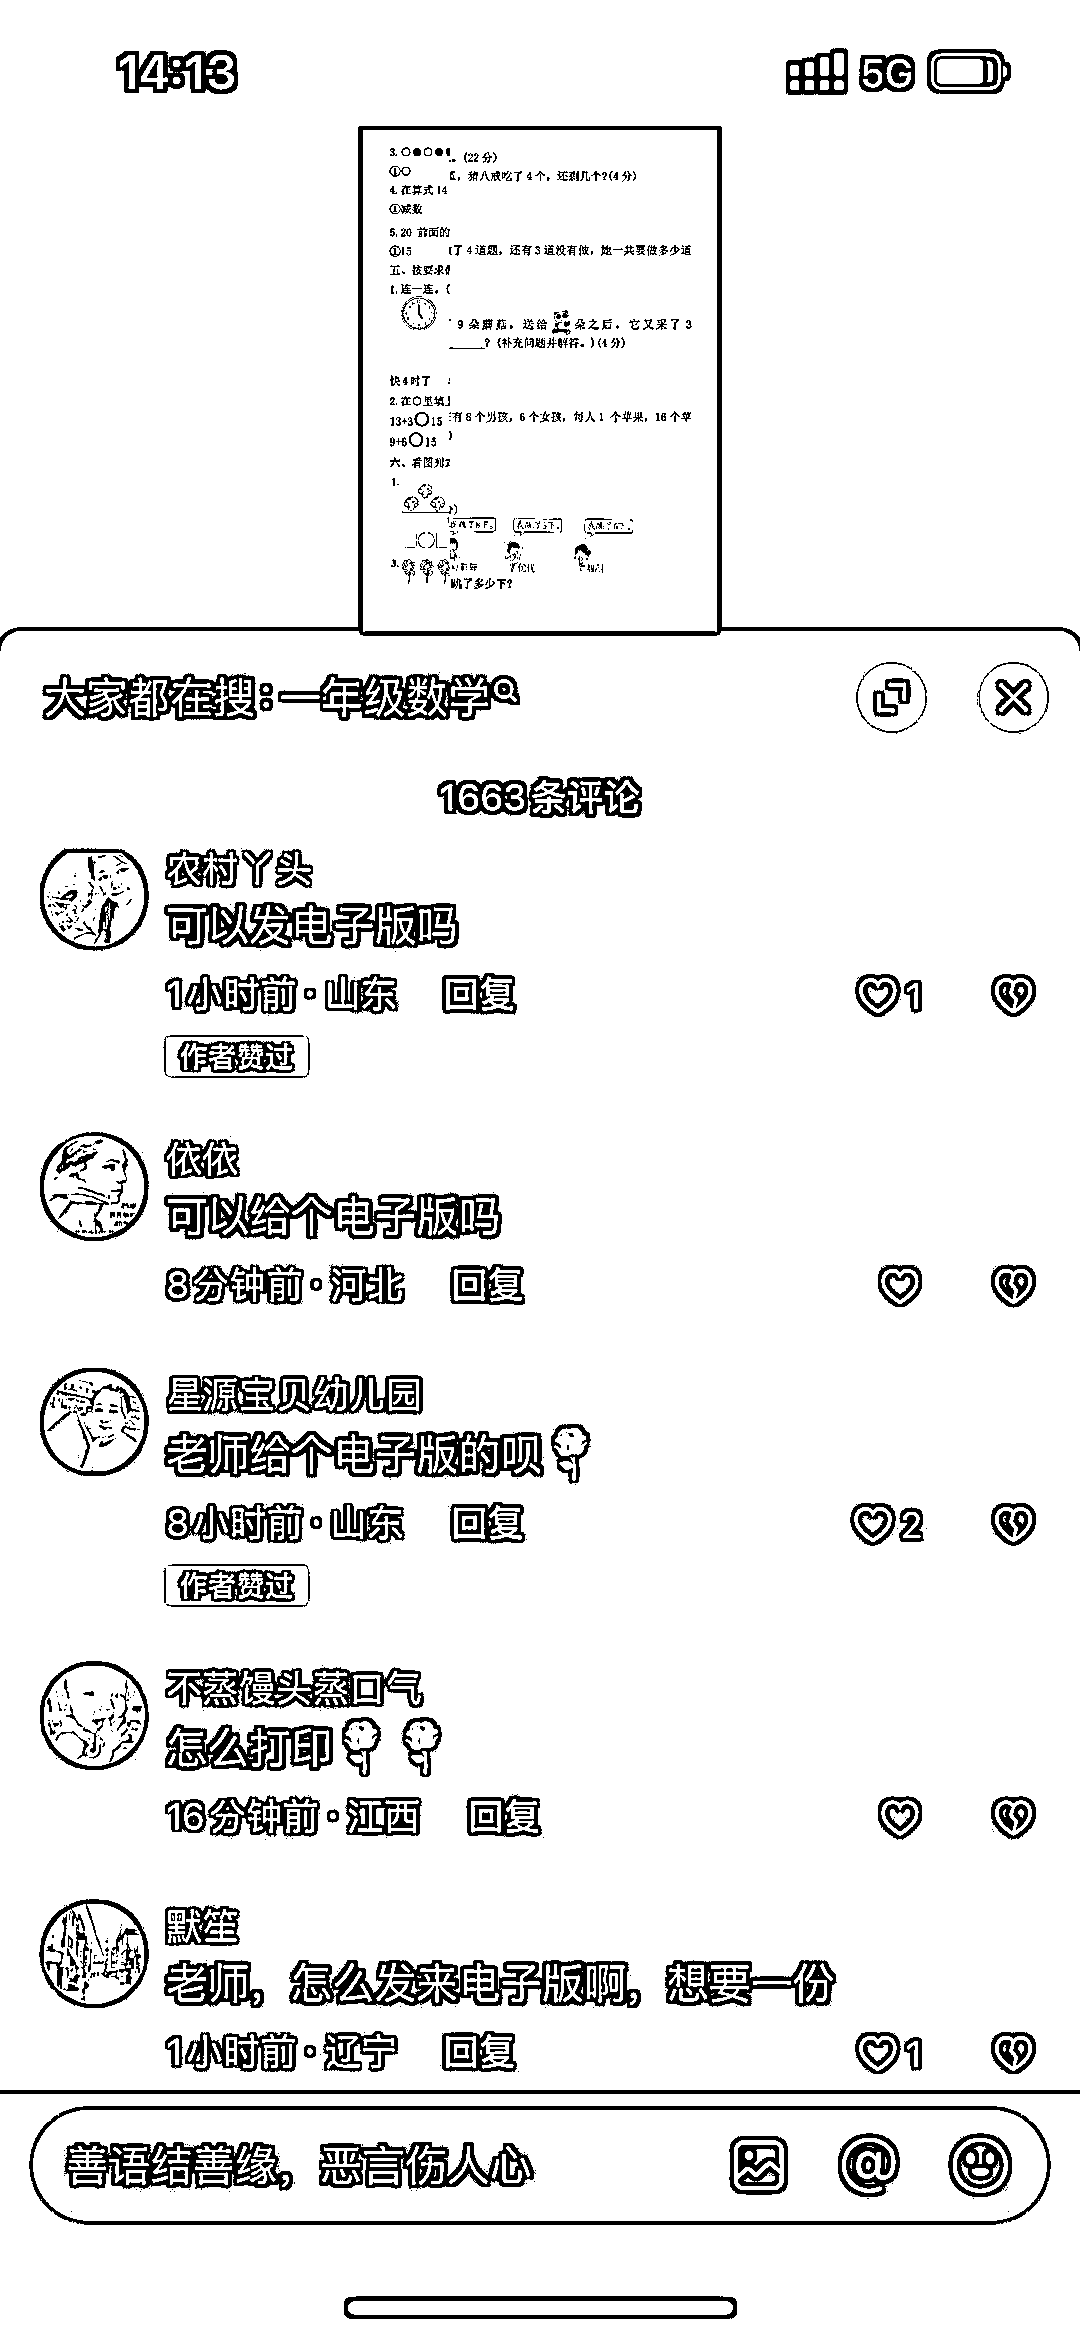 14:13
5G
3.○●○●
. (22分)
①○
，猪八戒吃了4个，还剩几个?(4分)
4.在算式14
①减数
5.20 前面的
①15
了4道题，还有3道没有做，她一共要做多少道
五、按要求
1.连一连。(
9朵蘑菇，送给
朵之后，它又采了3
? (补充问题并解答。)(4分)
快4时了
2.在○里填
13+3○15
有8个男孩，6个女孩，每人1个苹果，16个苹
9+6○15
六、看图列
1.
3.
跳了多少下?
大家都在搜：一年级数学
1663条评论
农村丫头
可以发电子版吗
1小时前·山东 回复
1
作者赞过
依依
可以给个电子版吗
8分钟前·河北 回复
星源宝贝幼儿园
老师给个电子版的呗
8小时前·山东 回复
2
作者赞过
不蒸馒头蒸口气
怎么打印
16分钟前·江西 回复
默笙
老师，怎么发来电子版啊，想要一份
1小时前·辽宁 回复
1
善语结善缘，恶言伤人心